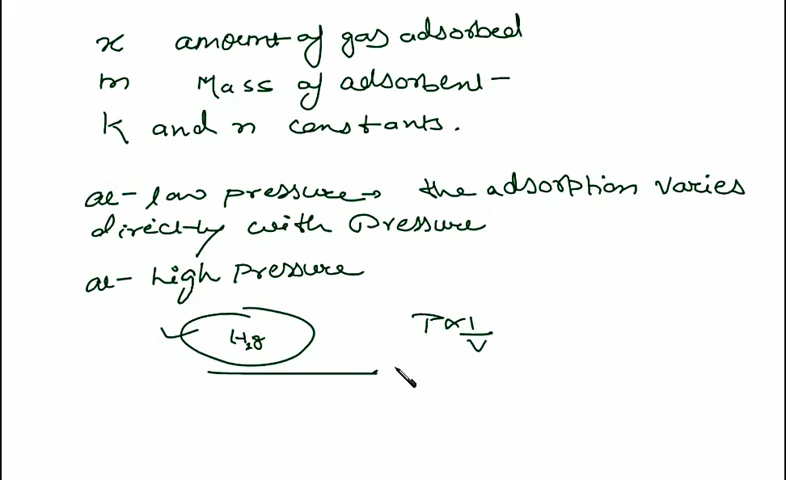 x amount of gas adsorbed
m Mass of adsorbent
K and n constants.
at low pressure → the adsorption varies
directly with Pressure
at high Pressure
H₂g P∝1/V